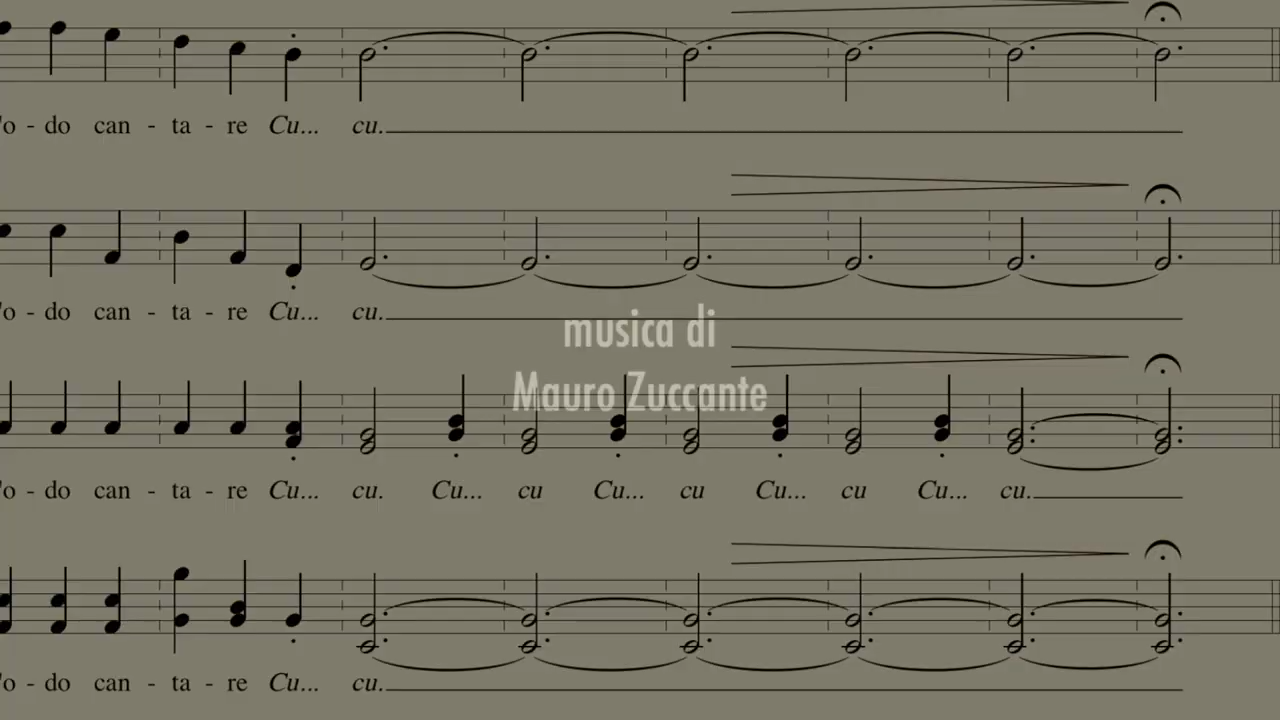 'o - do can - ta - re Cu... cu.
'o - do can - ta - re Cu... cu.
musica di
Mauro Zuccante
'o - do can - ta - re Cu... cu. Cu... cu Cu... cu Cu... cu Cu... cu.
'o - do can - ta - re Cu... cu.